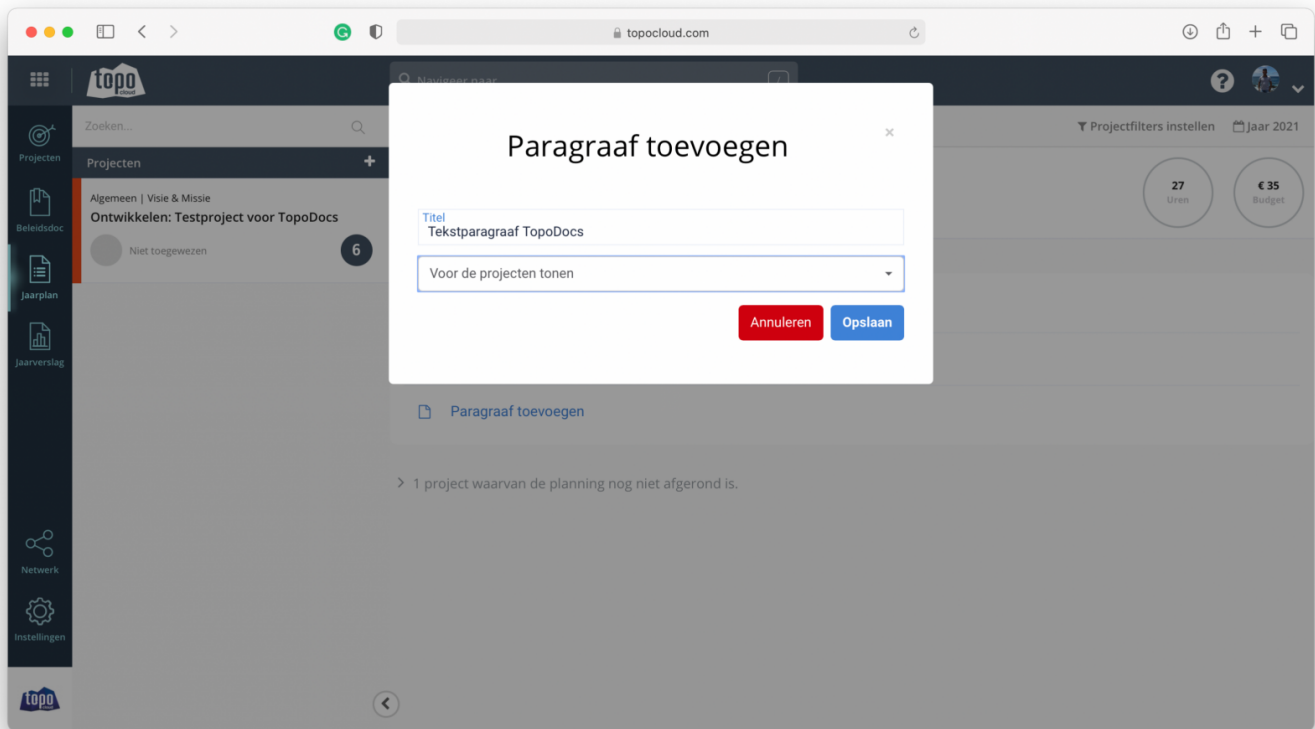 topocloud.com
topo
cloud
Navigeer naar
/
?
Projecten
Beleidsdoc
Jaarplan
Jaarverslag
Netwerk
Instellingen
topo
cloud
Zoeken...
Projecten
Algemeen | Visie & Missie
Ontwikkelen: Testproject voor TopoDocs
Niet toegewezen
6
Projectfilters instellen
Jaar 2021
27
Uren
€ 35
Budget
Paragraaf toevoegen
×
Titel
Tekstparagraaf TopoDocs
Voor de projecten tonen
Annuleren
Opslaan
Paragraaf toevoegen
1 project waarvan de planning nog niet afgerond is.